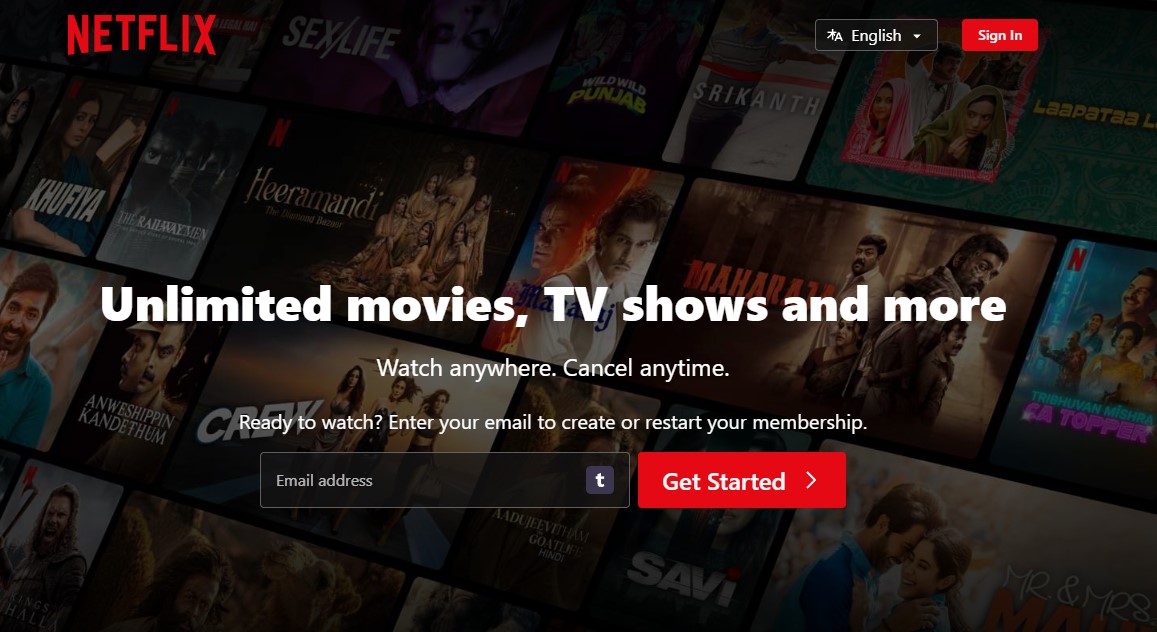 NETFLIX
English
Sign In
SEX/LIFE
WILD WILD
PUNJAB
SRIKANTH
LAAPATAA L
KHUFIYA
THE RAILWAY MEN
Heeramandi
The Diamond Bazaar
Maharaj
MAHARAJA
Unlimited movies, TV shows and more
Watch anywhere. Cancel anytime.
Ready to watch? Enter your email to create or restart your membership.
Email address
t
Get Started
ANWESHIPPIN
KANDETHUM
CREW
TRIBHUVAN MISHRA
CA TOPPER
AADUJEEVITHAM
GOAT LIFE
HINDI
SAVI
MR. & MRS.
MAHI